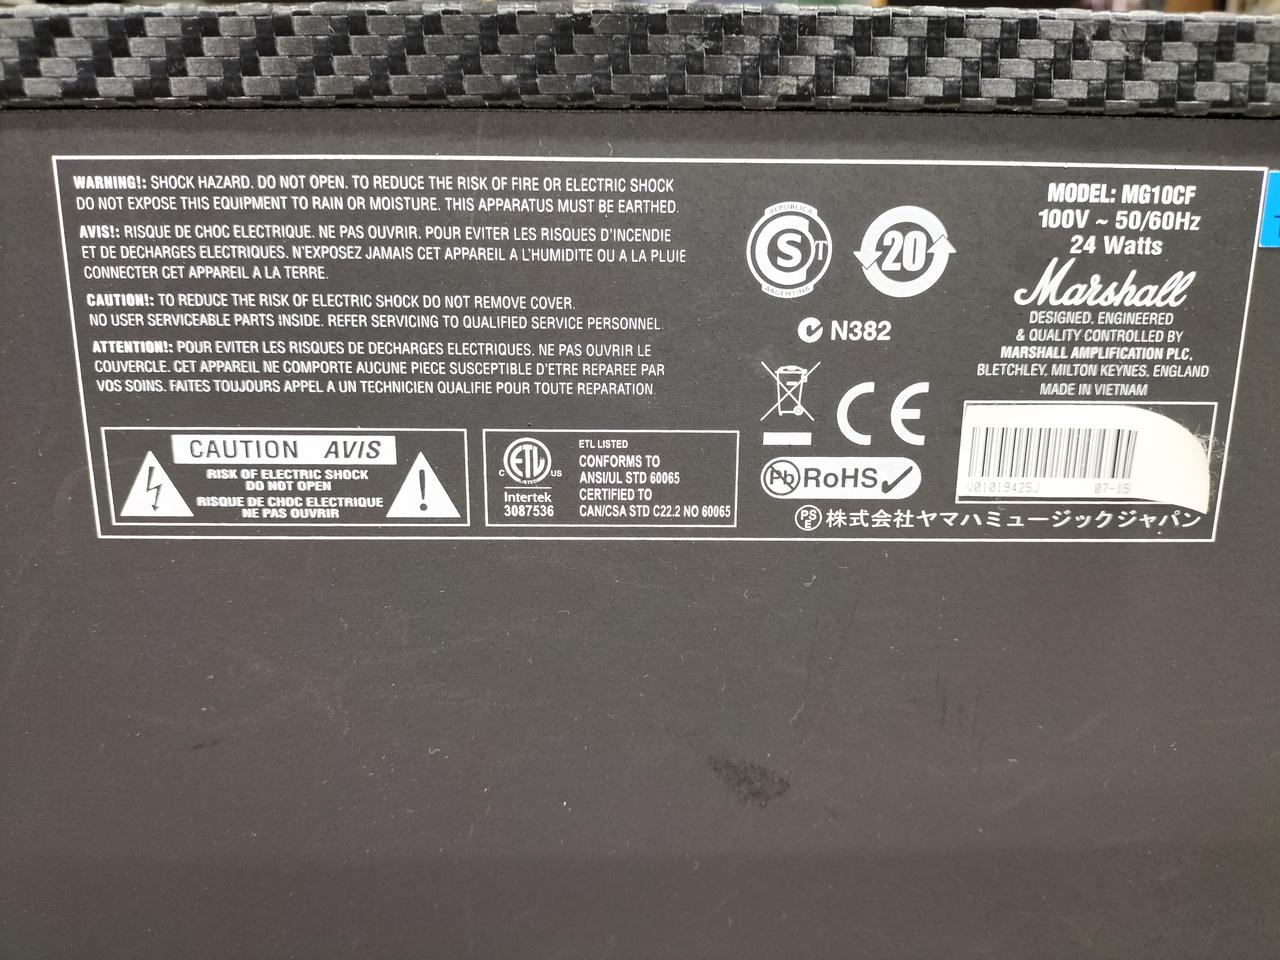 WARNING!: SHOCK HAZARD. DO NOT OPEN. TO REDUCE THE RISK OF FIRE OR ELECTRIC SHOCK
DO NOT EXPOSE THIS EQUIPMENT TO RAIN OR MOISTURE. THIS APPARATUS MUST BE EARTHED.
AVIS!: RISQUE DE CHOC ELECTRIQUE. NE PAS OUVRIR. POUR EVITER LES RISQUES D'INCENDIE
ET DE DECHARGES ELECTRIQUES. N'EXPOSEZ JAMAIS CET APPAREIL A L'HUMIDITE OU A LA PLUIE
CONNECTER CET APPAREIL A LA TERRE.
CAUTION!: TO REDUCE THE RISK OF ELECTRIC SHOCK DO NOT REMOVE COVER.
NO USER SERVICEABLE PARTS INSIDE. REFER SERVICING TO QUALIFIED SERVICE PERSONNEL.
ATTENTION!: POUR EVITER LES RISQUES DE DECHARGES ELECTRIQUES. NE PAS OUVRIR LE
COUVERCLE. CET APPAREIL NE COMPORTE AUCUNE PIECE SUSCEPTIBLE D'ETRE REPAREE PAR
VOS SOINS. FAITES TOUJOURS APPEL A UN TECHNICIEN QUALIFIE POUR TOUTE REPARATION.
CAUTION AVIS
RISK OF ELECTRIC SHOCK
DO NOT OPEN
RISQUE DE CHOC ELECTRIQUE
NE PAS OUVRIR
!
C ETL US
LISTED
Intertek
3087536
ETL LISTED
CONFORMS TO
ANSI/UL STD 60065
CERTIFIED TO
CAN/CSA STD C22.2 NO 60065
REPUBLICA
S T
ARGENTINA
20
N382
CE
Pb RoHS
PSE 株式会社ヤマハミュージックジャパン
MODEL: MG10CF
100V ~ 50/60Hz
24 Watts
Marshall
DESIGNED, ENGINEERED
& QUALITY CONTROLLED BY
MARSHALL AMPLIFICATION PLC,
BLETCHLEY, MILTON KEYNES, ENGLAND
MADE IN VIETNAM
V01019425J 07-15